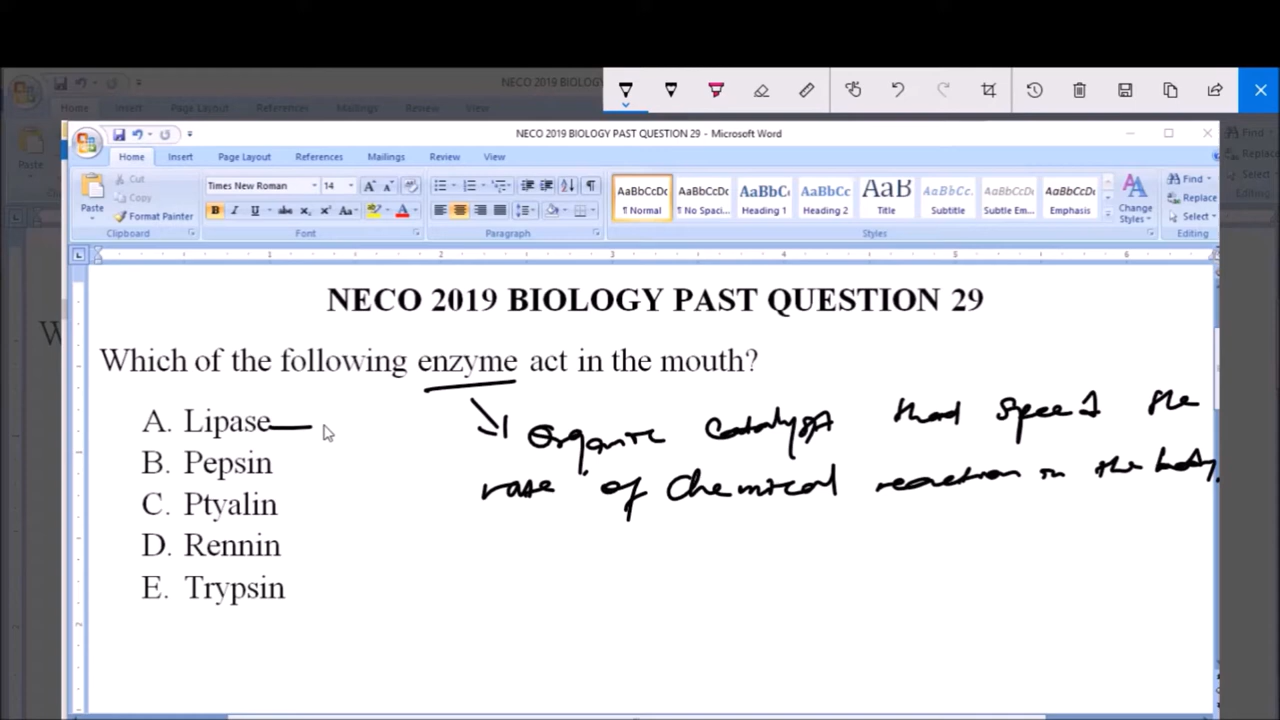 NECO 2019 BIOLOGY
NECO 2019 BIOLOGY PAST QUESTION 29 - Microsoft Word
Home Insert Page Layout References Mailings Review View
Paste
Cut
Copy
Format Painter
Clipboard
Times New Roman 14
Font
Paragraph
AaBbCcDc AaBbCcDc AaBbC AaBbCc AaB AaBbCc. AaBbCcDc AaBbCcDc
¶ Normal ¶ No Spaci... Heading 1 Heading 2 Title Subtitle Subtle Em... Emphasis
Change Styles
Styles
Find
Replace
Select
Editing
NECO 2019 BIOLOGY PAST QUESTION 29
Which of the following enzyme act in the mouth?
A. Lipase
B. Pepsin
C. Ptyalin
D. Rennin
E. Trypsin
Organic Catalyst that speed the
rate of Chemical reaction in the body.